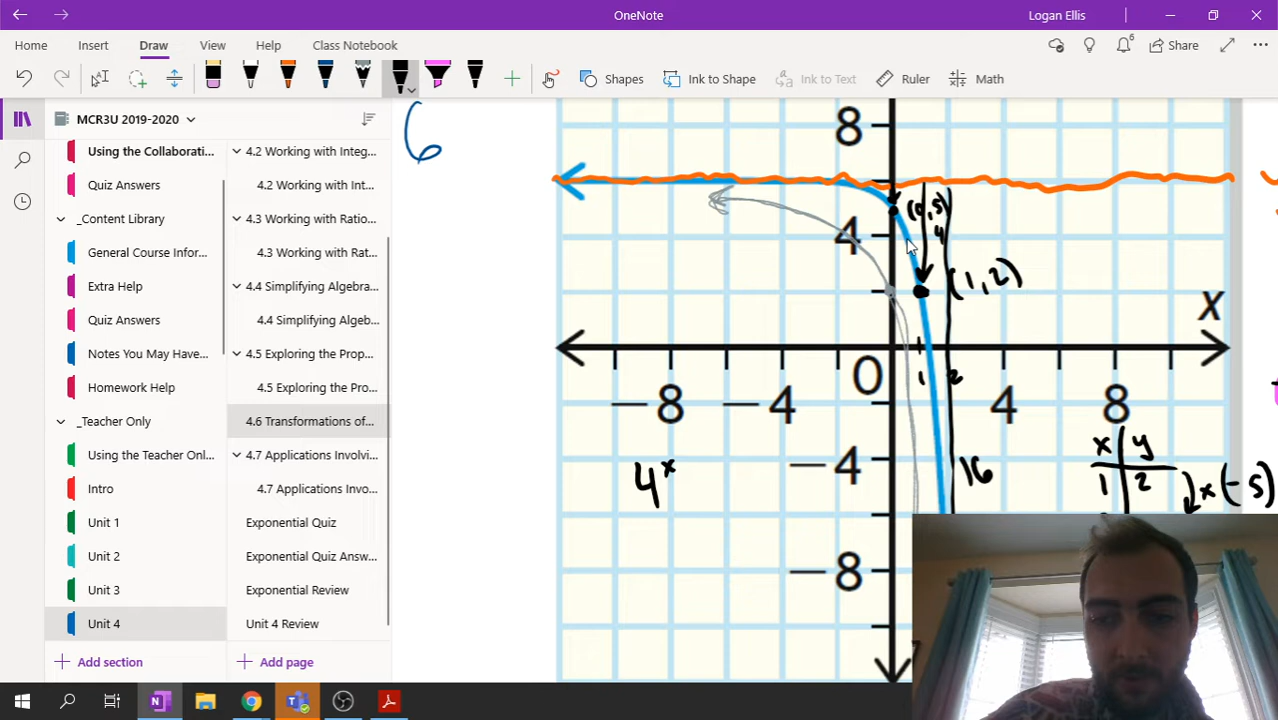 OneNote
Logan Ellis
Home Insert Draw View Help Class Notebook
6 Share
Shapes Ink to Shape Ink to Text Ruler Math
MCR3U 2019-2020
Using the Collaborati...
Quiz Answers
_Content Library
General Course Infor...
Extra Help
Quiz Answers
Notes You May Have...
Homework Help
_Teacher Only
Using the Teacher Onl...
Intro
Unit 1
Unit 2
Unit 3
Unit 4
Add section
4.2 Working with Integ...
4.2 Working with Int...
4.3 Working with Ratio...
4.3 Working with Rat...
4.4 Simplifying Algebra...
4.4 Simplifying Algeb...
4.5 Exploring the Prop...
4.5 Exploring the Pro...
4.6 Transformations of...
4.7 Applications Involvi...
4.7 Applications Invo...
Exponential Quiz
Exponential Quiz Answ...
Exponential Review
Unit 4 Review
Add page
6
8
(0,5)
4
4
(1,2)
x
1
0
1 2
-8 -4 4 8
4^x
-4
16
x y
1 2
x(-5)
-8